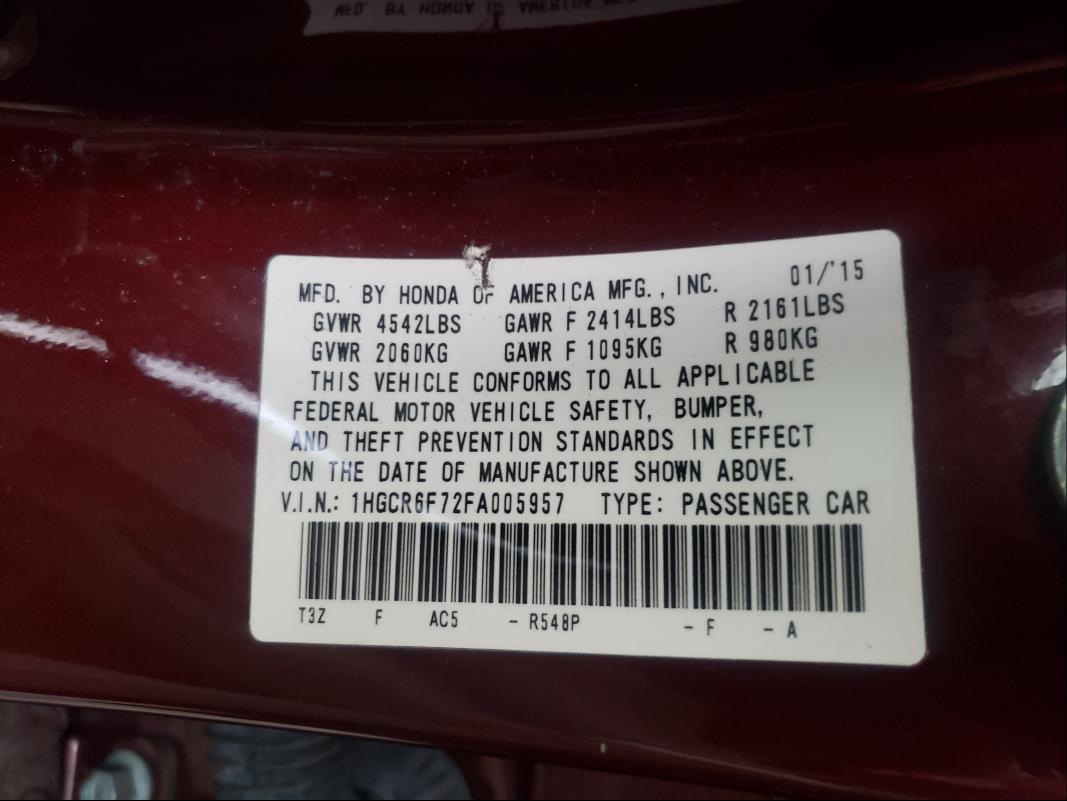 MFD. BY HONDA OF AMERICA MFG., INC. 01/'15
GVWR 4542LBS GAWR F 2414LBS R 2161LBS
GVWR 2060KG GAWR F 1095KG R 980KG
THIS VEHICLE CONFORMS TO ALL APPLICABLE
FEDERAL MOTOR VEHICLE SAFETY, BUMPER,
AND THEFT PREVENTION STANDARDS IN EFFECT
ON THE DATE OF MANUFACTURE SHOWN ABOVE.
V.I.N.: 1HGCR6F72FA005957 TYPE: PASSENGER CAR
T3Z F AC5 - R548P - F - A